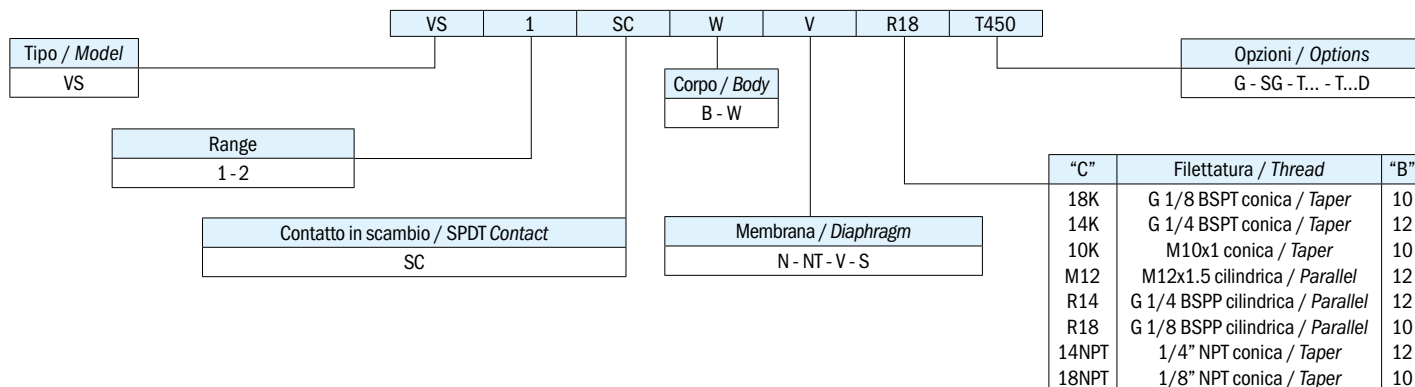 VS 1 SC W V R18 T450
Tipo / Model
VS
Opzioni / Options
G - SG - T... - T...D
Corpo / Body
B - W
Range
1 - 2
"C" Filettatura / Thread "B"
18K G 1/8 BSPT conica / Taper 10
14K G 1/4 BSPT conica / Taper 12
10K M10x1 conica / Taper 10
M12 M12x1.5 cilindrica / Parallel 12
R14 G 1/4 BSPP cilindrica / Parallel 12
R18 G 1/8 BSPP cilindrica / Parallel 10
14NPT 1/4" NPT conica / Taper 12
18NPT 1/8" NPT conica / Taper 10
Contatto in scambio / SPDT Contact
SC
Membrana / Diaphragm
N - NT - V - S